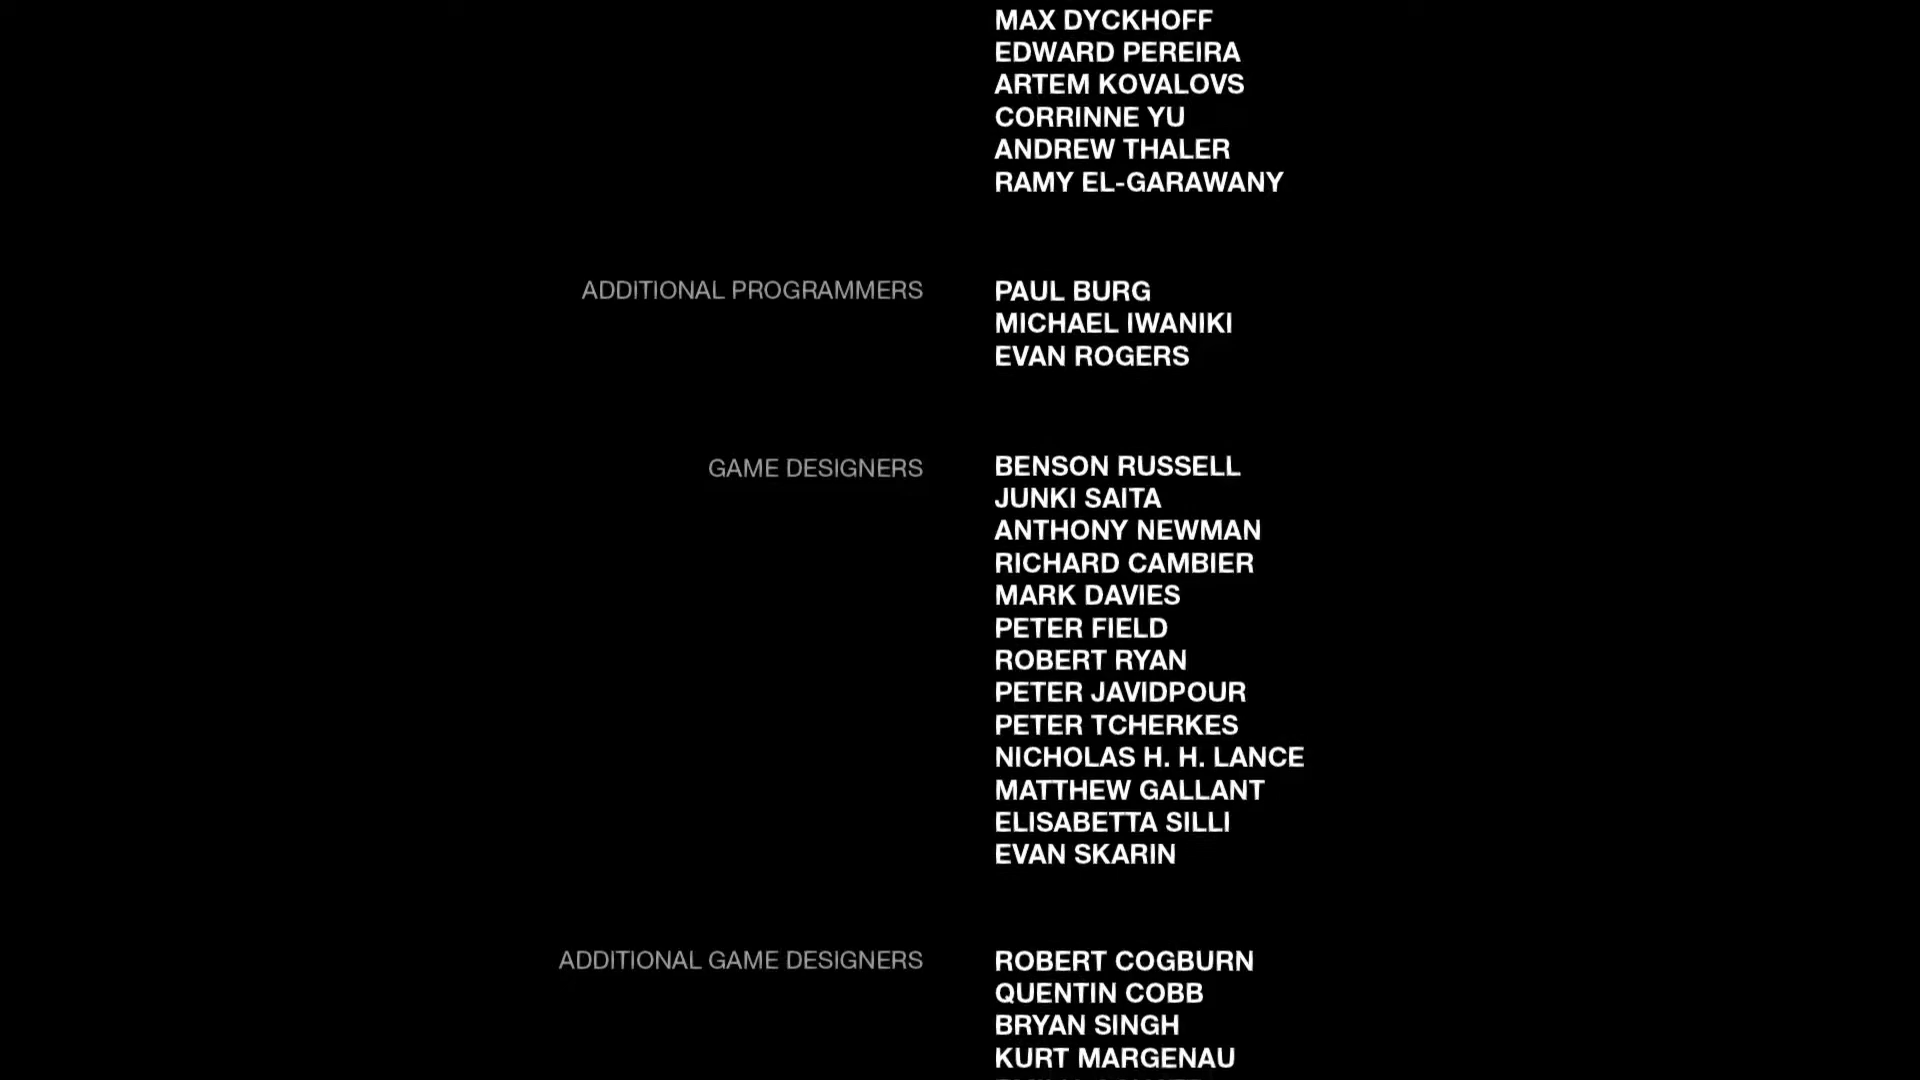 MAX DYCKHOFF
EDWARD PEREIRA
ARTEM KOVALOVS
CORRINNE YU
ANDREW THALER
RAMY EL-GARAWANY
ADDITIONAL PROGRAMMERS
PAUL BURG
MICHAEL IWANIKI
EVAN ROGERS
GAME DESIGNERS
BENSON RUSSELL
JUNKI SAITA
ANTHONY NEWMAN
RICHARD CAMBIER
MARK DAVIES
PETER FIELD
ROBERT RYAN
PETER JAVIDPOUR
PETER TCHERKES
NICHOLAS H. H. LANCE
MATTHEW GALLANT
ELISABETTA SILLI
EVAN SKARIN
ADDITIONAL GAME DESIGNERS
ROBERT COGBURN
QUENTIN COBB
BRYAN SINGH
KURT MARGENAU